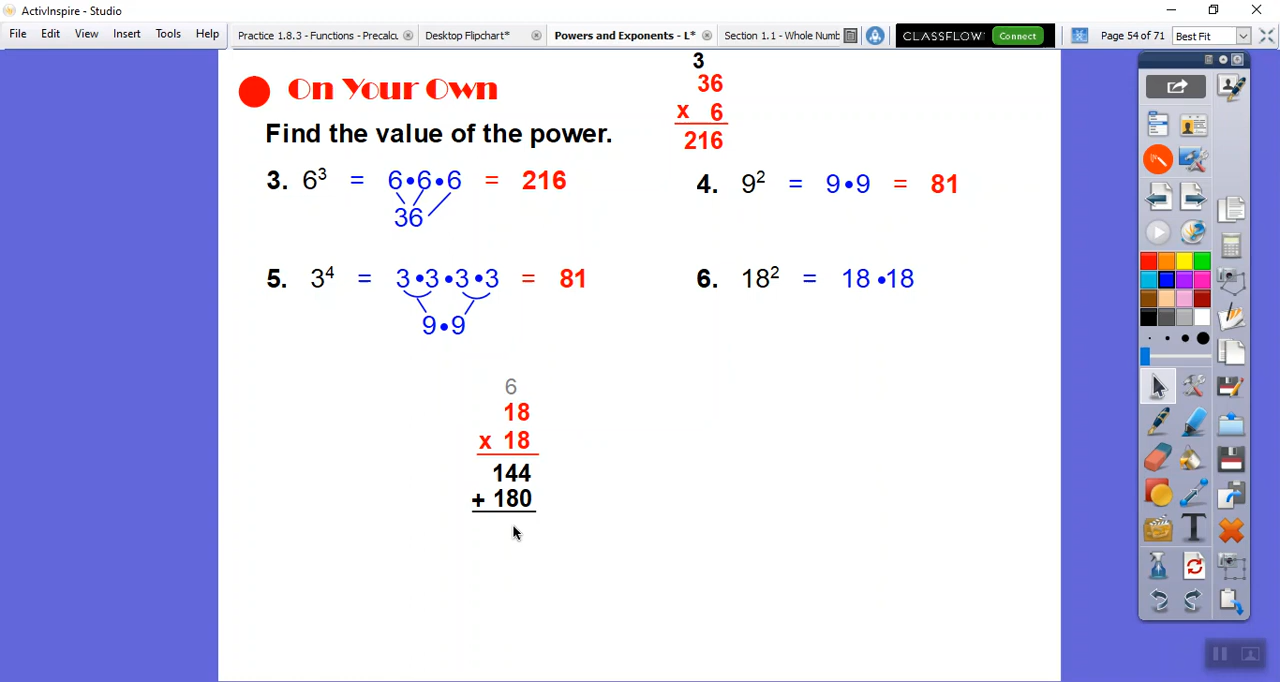 ActivInspire - Studio
File Edit View Insert Tools Help
Practice 1.8.3 - Functions - Precalc
Desktop Flipchart*
Powers and Exponents - L*
Section 1.1 - Whole Numb
CLASSFLOW Connect
Page 54 of 71
Best Fit
On Your Own
Find the value of the power.
3
36
x 6
216
3. 6³ = 6•6•6 = 216
36
4. 9² = 9•9 = 81
5. 3⁴ = 3•3•3•3 = 81
9•9
6. 18² = 18•18
6
18
x 18
144
+ 180
T